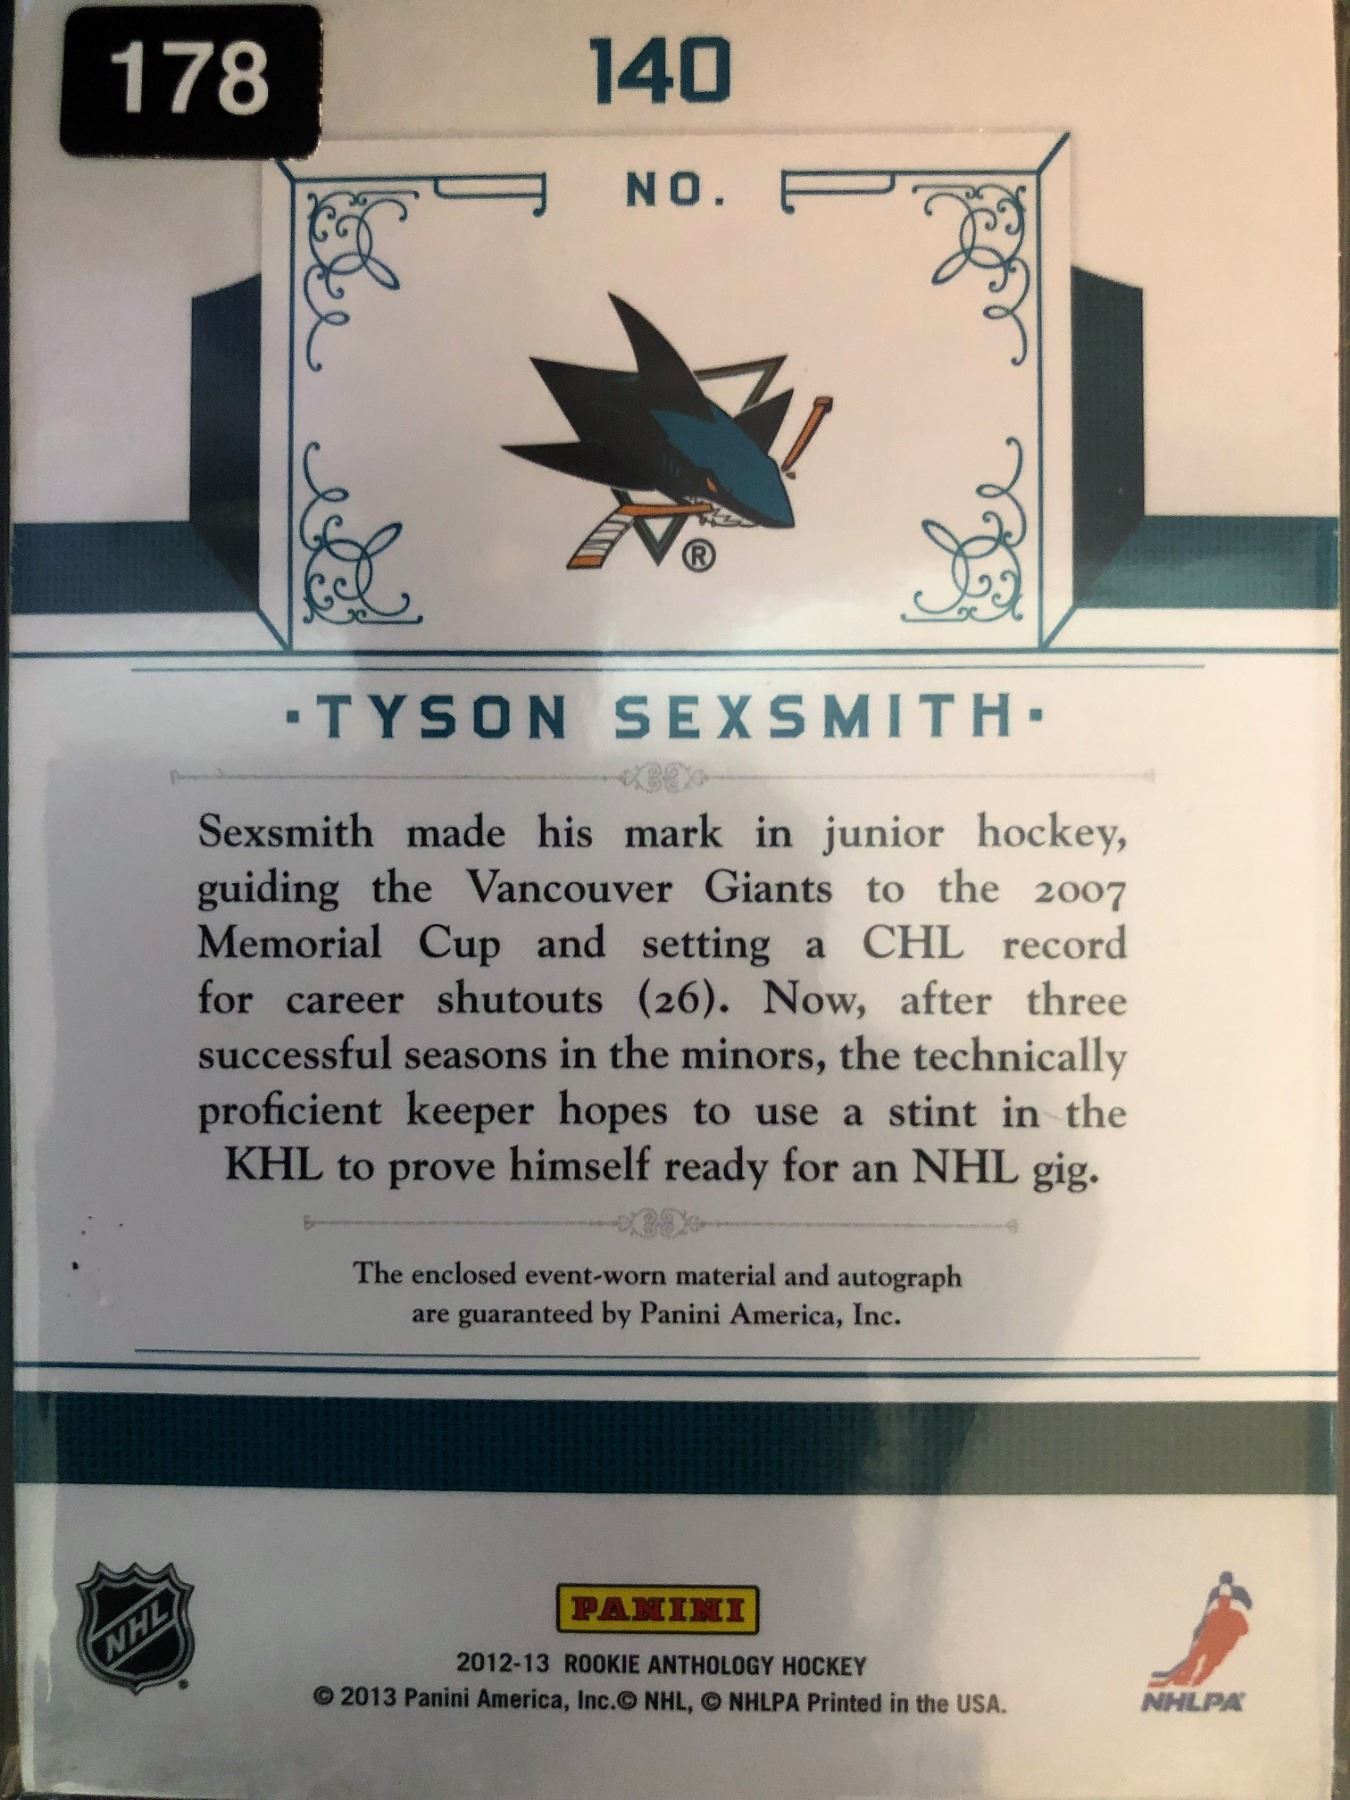 178
140
NO.
®
·TYSON SEXSMITH·
Sexsmith made his mark in junior hockey,
guiding the Vancouver Giants to the 2007
Memorial Cup and setting a CHL record
for career shutouts (26). Now, after three
successful seasons in the minors, the technically
proficient keeper hopes to use a stint in the
KHL to prove himself ready for an NHL gig.
The enclosed event-worn material and autograph
are guaranteed by Panini America, Inc.
NHL
PANINI
2012-13 ROOKIE ANTHOLOGY HOCKEY
© 2013 Panini America, Inc.© NHL, © NHLPA Printed in the USA.
NHLPA